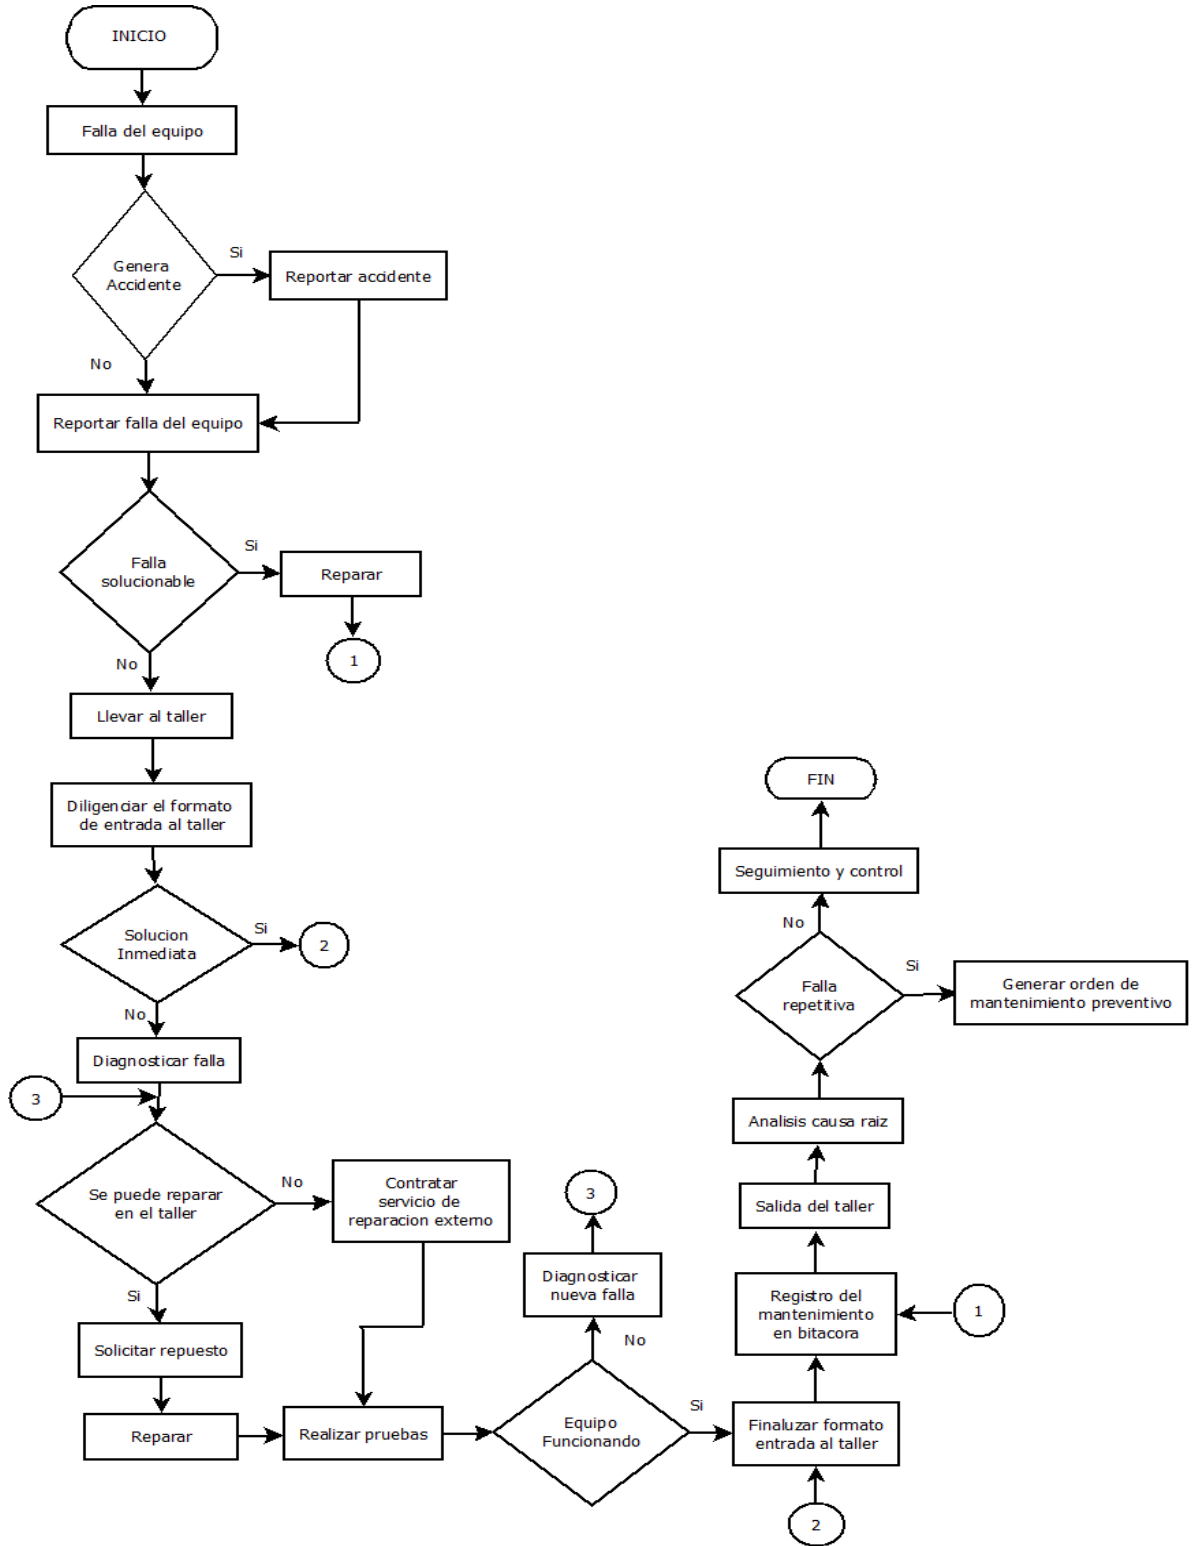 INICIO
Falla del equipo
Genera
Accidente
Si
Reportar accidente
No
Reportar falla del equipo
Falla
solucionable
Si
Reparar
1
No
Llevar al taller
Diligenciar el formato
de entrada al taller
Solucion
Inmediata
Si
2
No
Diagnosticar falla
3
Se puede reparar
en el taller
No
Contratar
servicio de
reparacion externo
Si
Solicitar repuesto
Reparar
Realizar pruebas
Equipo
Funcionando
No
Diagnosticar
nueva falla
3
Si
Finaluzar formato
entrada al taller
2
Registro del
mantenimiento
en bitacora
1
Salida del taller
Analisis causa raiz
Falla
repetitiva
Si
Generar orden de
mantenimiento preventivo
No
Seguimiento y control
FIN